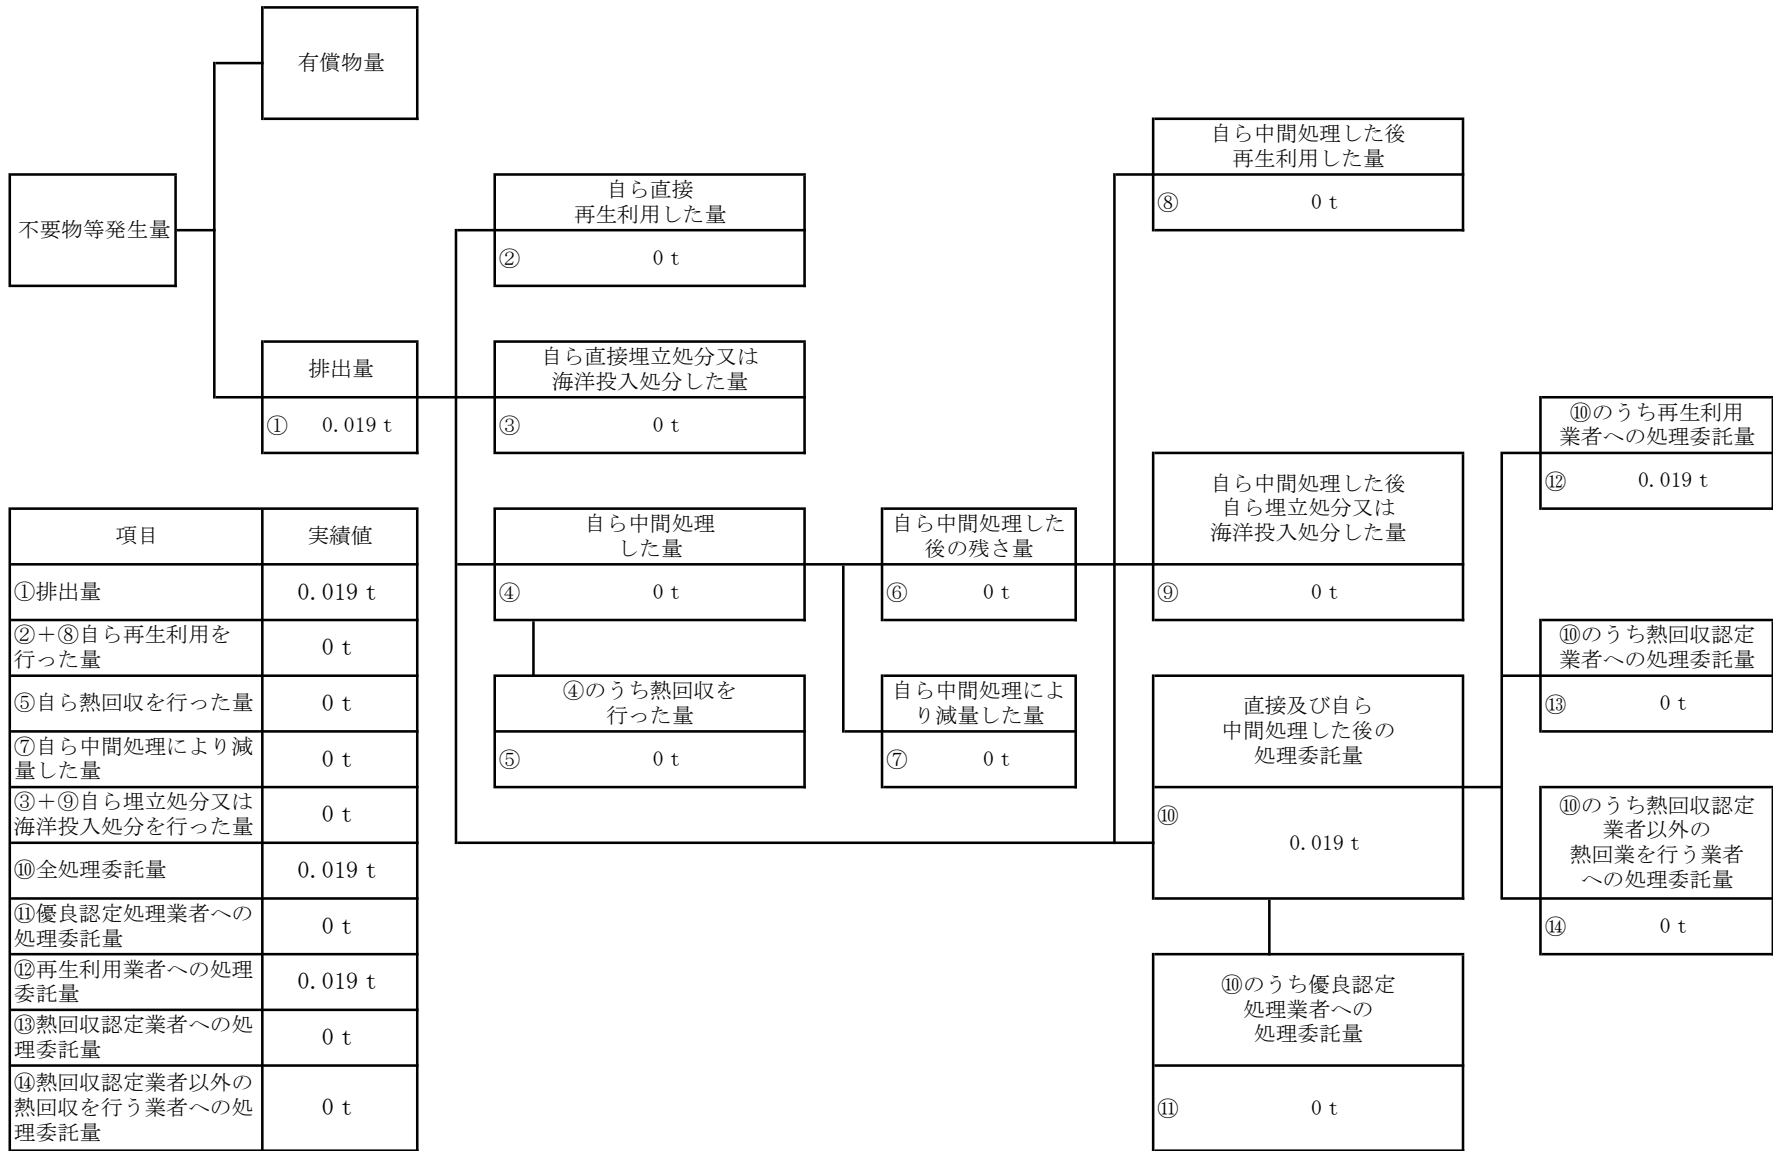 有償物量
不要物等発生量
排出量
① 0.019 t
自ら直接
再生利用した量
② 0 t
自ら直接埋立処分又は
海洋投入処分した量
③ 0 t
自ら中間処理
した量
④ 0 t
④のうち熱回収を
行った量
⑤ 0 t
自ら中間処理した
後の残さ量
⑥ 0 t
自ら中間処理によ
り減量した量
⑦ 0 t
自ら中間処理した後
再生利用した量
⑧ 0 t
自ら中間処理した後
自ら埋立処分又は
海洋投入処分した量
⑨ 0 t
直接及び自ら
中間処理した後の
処理委託量
⑩ 0.019 t
⑩のうち優良認定
処理業者への
処理委託量
⑪ 0 t
⑩のうち再生利用
業者への処理委託量
⑫ 0.019 t
⑩のうち熱回収認定
業者への処理委託量
⑬ 0 t
⑩のうち熱回収認定
業者以外の
熱回業を行う業者
への処理委託量
⑭ 0 t
項目 実績値
①排出量 0.019 t
②+⑧自ら再生利用を
行った量 0 t
⑤自ら熱回収を行った量 0 t
⑦自ら中間処理により減
量した量 0 t
③+⑨自ら埋立処分又は
海洋投入処分を行った量 0 t
⑩全処理委託量 0.019 t
⑪優良認定処理業者への
処理委託量 0 t
⑫再生利用業者への処理
委託量 0.019 t
⑬熱回収認定業者への処
理委託量 0 t
⑭熱回収認定業者以外の
熱回収を行う業者への処
理委託量 0 t